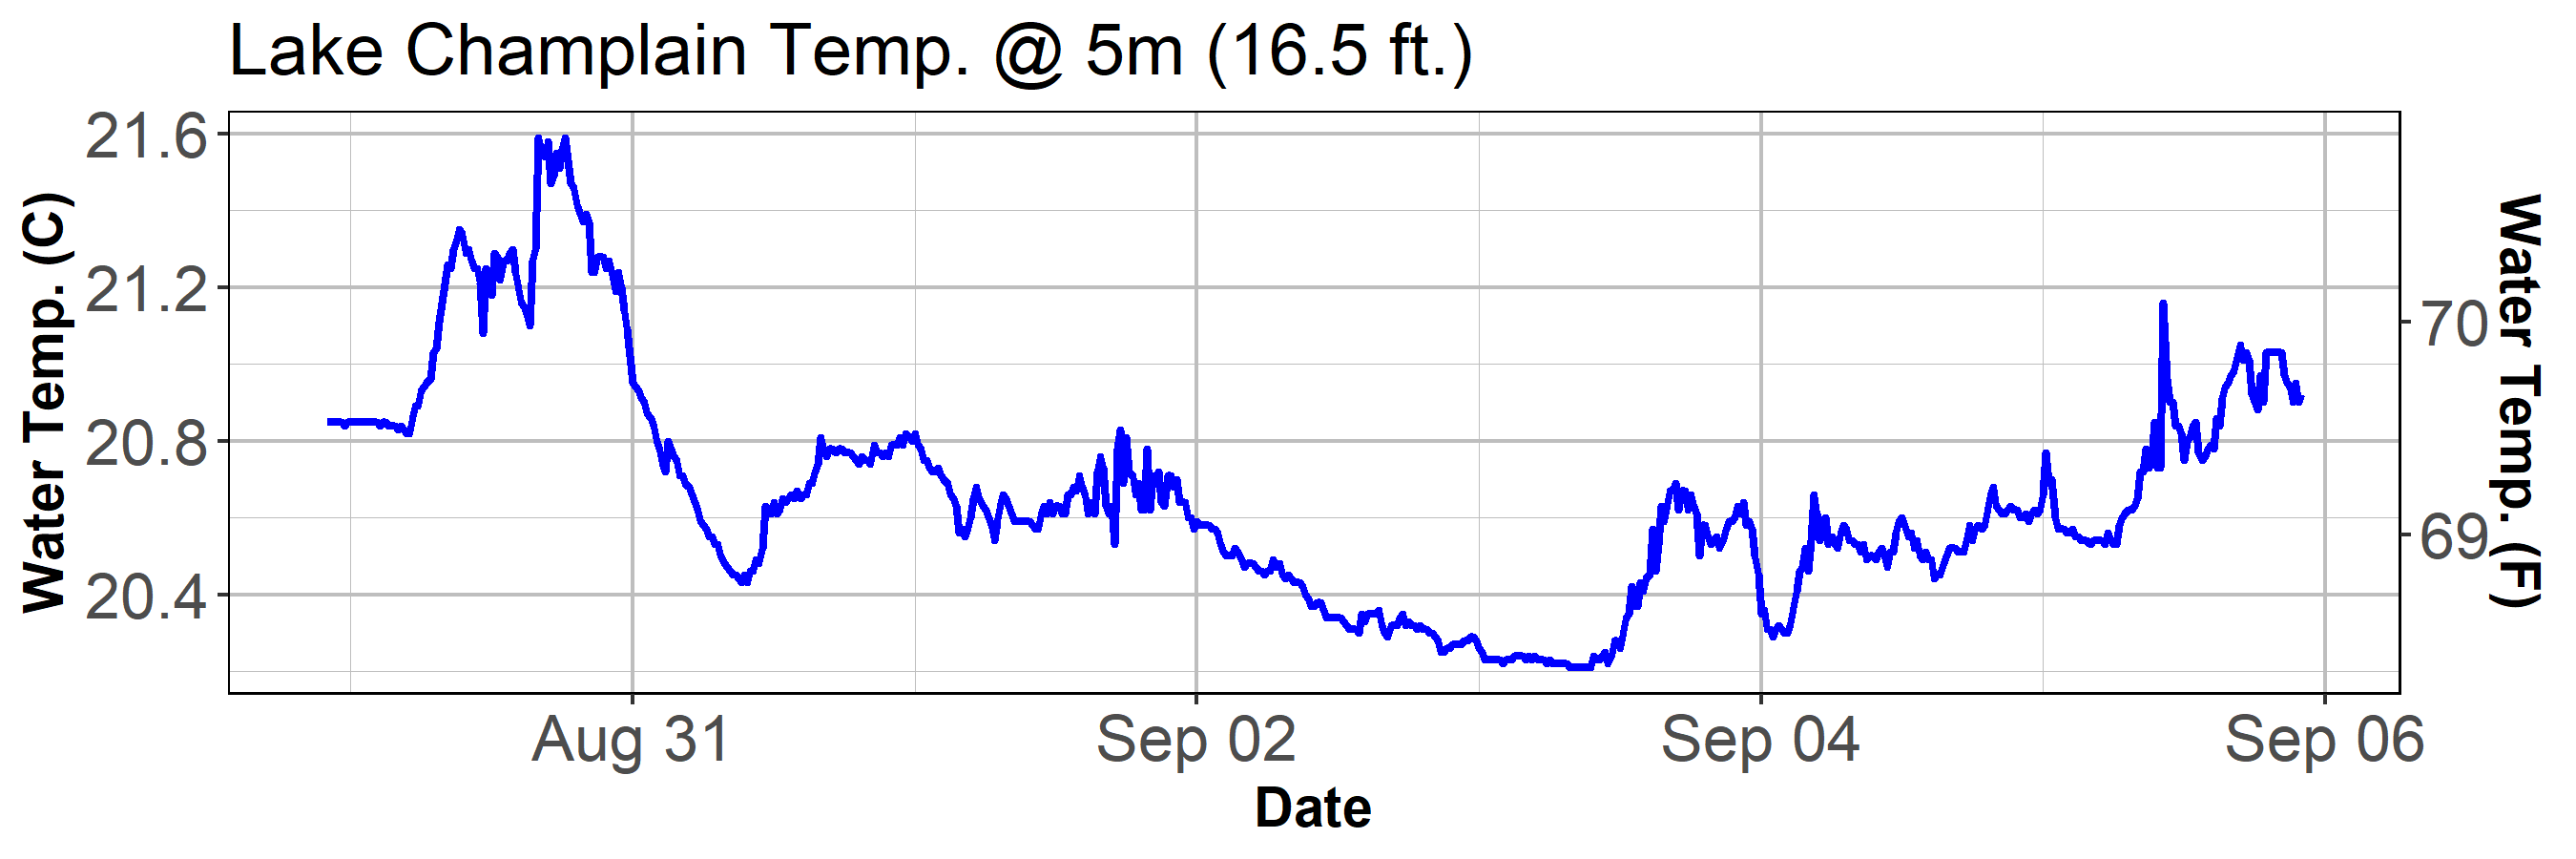 Lake Champlain Temp. @ 5m (16.5 ft.)
Water Temp. (C)
21.6
21.2
20.8
20.4
70
69
Water Temp. (F)
Aug 31
Sep 02
Sep 04
Sep 06
Date